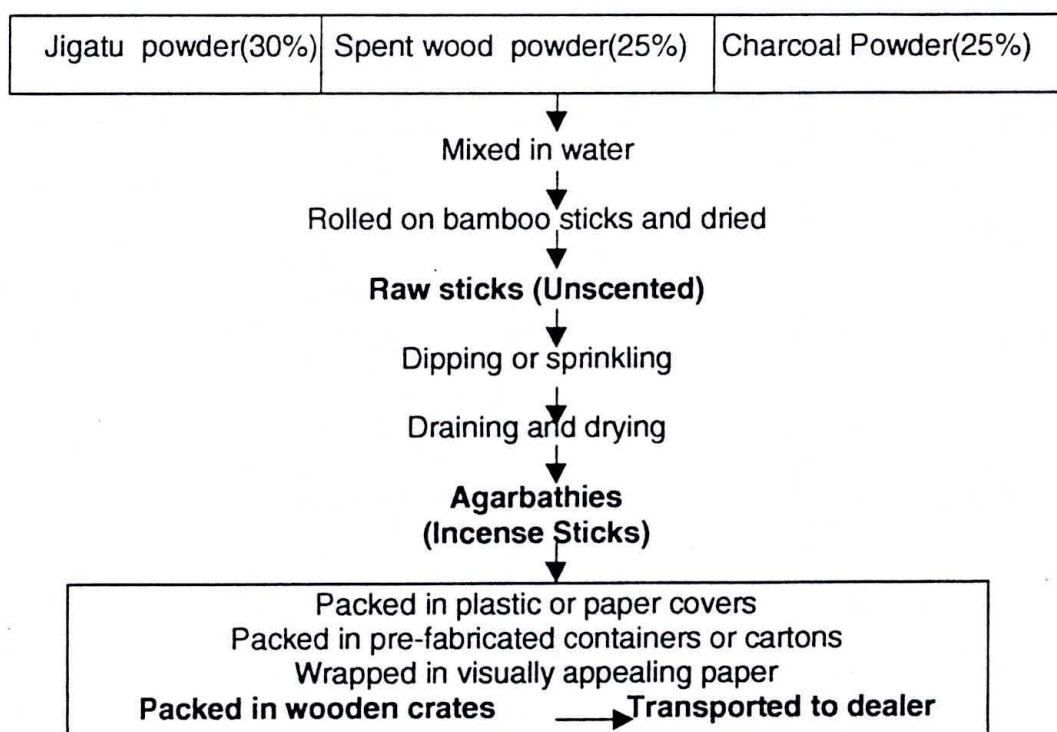 Jigatu powder(30%) Spent wood powder(25%) Charcoal Powder(25%)
Mixed in water
Rolled on bamboo sticks and dried
Raw sticks (Unscented)
Dipping or sprinkling
Draining and drying
Agarbathies
(Incense Sticks)
Packed in plastic or paper covers
Packed in pre-fabricated containers or cartons
Wrapped in visually appealing paper
Packed in wooden crates Transported to dealer